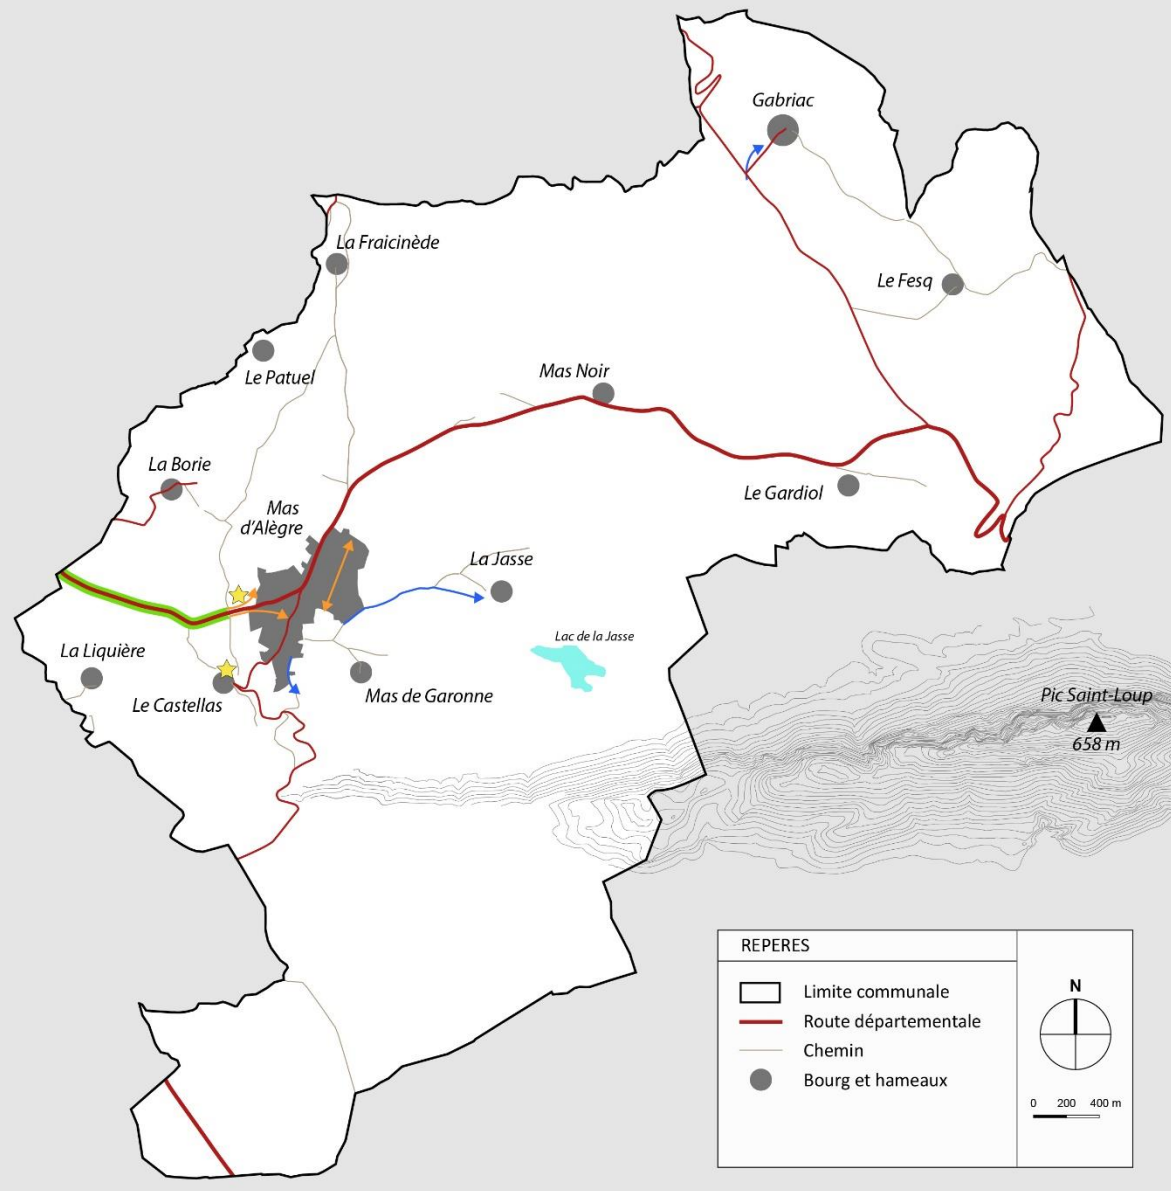 Gabriac
La Fraicinède
Le Fesq
Le Patuel
Mas Noir
La Borie
Le Gardiol
Mas
d'Alègre
La Jasse
Lac de la Jasse
La Liquière
Le Castellas
Mas de Garonne
Pic Saint-Loup
658 m
REPERES
Limite communale
Route départementale
Chemin
Bourg et hameaux
N
0 200 400 m